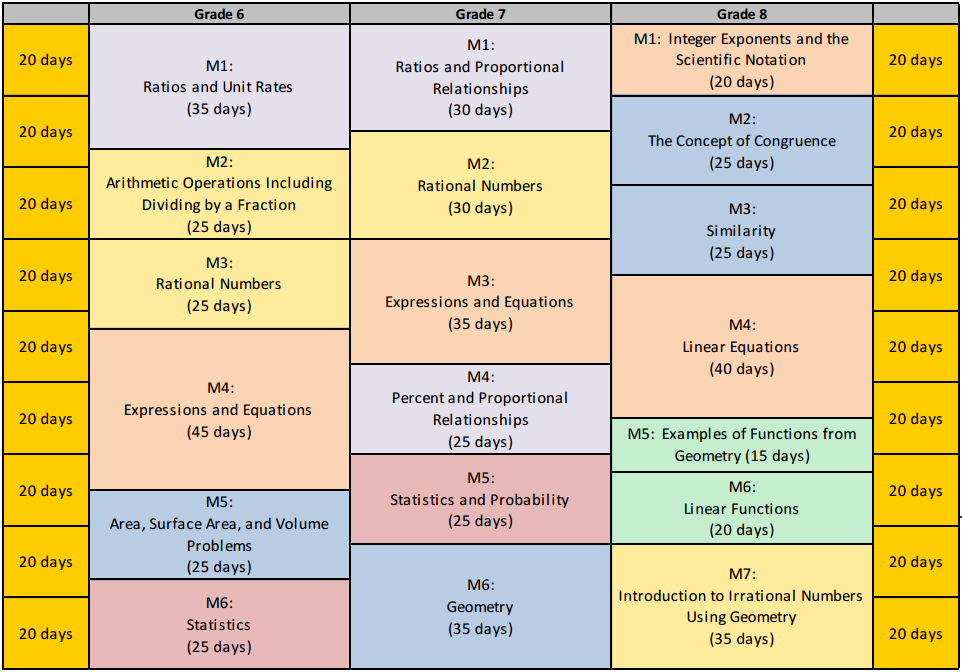 Grade 6
Grade 7
Grade 8
20 days
20 days
20 days
20 days
20 days
20 days
20 days
20 days
20 days
M1:
Ratios and Unit Rates
(35 days)
M2:
Arithmetic Operations Including
Dividing by a Fraction
(25 days)
M3:
Rational Numbers
(25 days)
M4:
Expressions and Equations
(45 days)
M5:
Area, Surface Area, and Volume
Problems
(25 days)
M6:
Statistics
(25 days)
M1:
Ratios and Proportional
Relationships
(30 days)
M2:
Rational Numbers
(30 days)
M3:
Expressions and Equations
(35 days)
M4:
Percent and Proportional
Relationships
(25 days)
M5:
Statistics and Probability
(25 days)
M6:
Geometry
(35 days)
M1: Integer Exponents and the
Scientific Notation
(20 days)
M2:
The Concept of Congruence
(25 days)
M3:
Similarity
(25 days)
M4:
Linear Equations
(40 days)
M5: Examples of Functions from
Geometry (15 days)
M6:
Linear Functions
(20 days)
M7:
Introduction to Irrational Numbers
Using Geometry
(35 days)
20 days
20 days
20 days
20 days
20 days
20 days
20 days
20 days
20 days